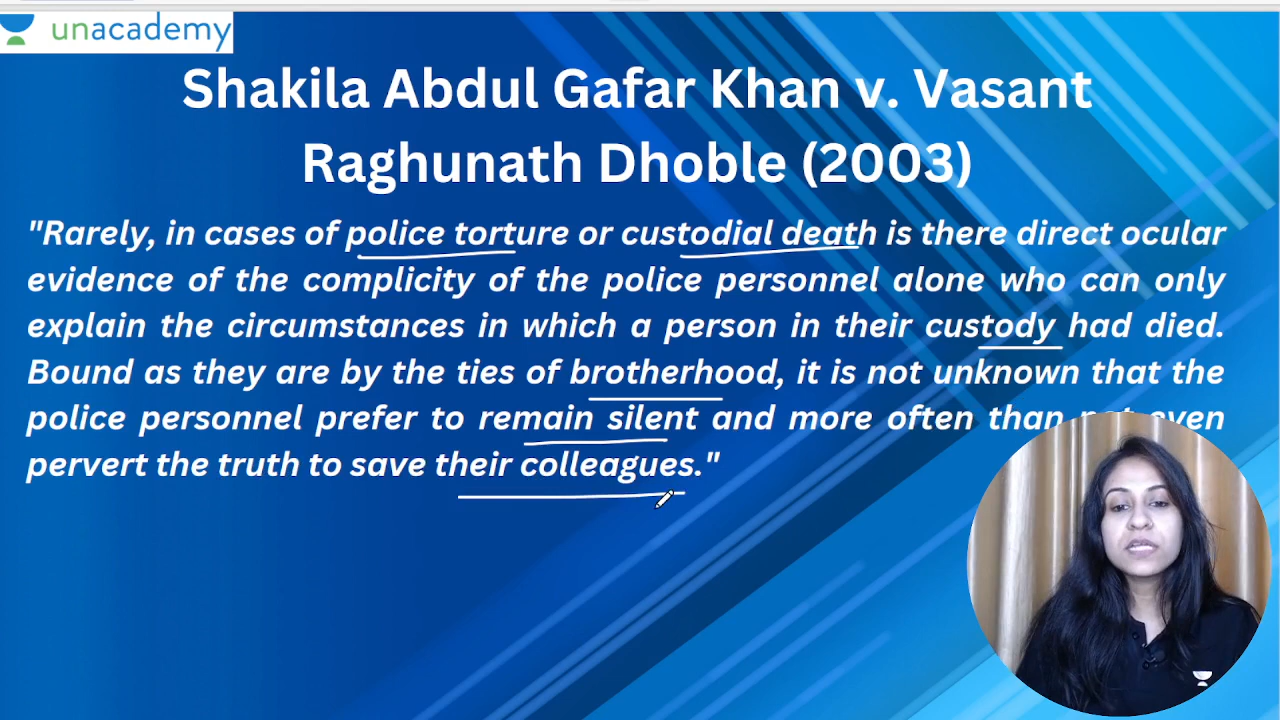 unacademy
Shakila Abdul Gafar Khan v. Vasant
Raghunath Dhoble (2003)
"Rarely, in cases of police torture or custodial death is there direct ocular
evidence of the complicity of the police personnel alone who can only
explain the circumstances in which a person in their custody had died.
Bound as they are by the ties of brotherhood, it is not unknown that the
police personnel prefer to remain silent and more often than not even
pervert the truth to save their colleagues."